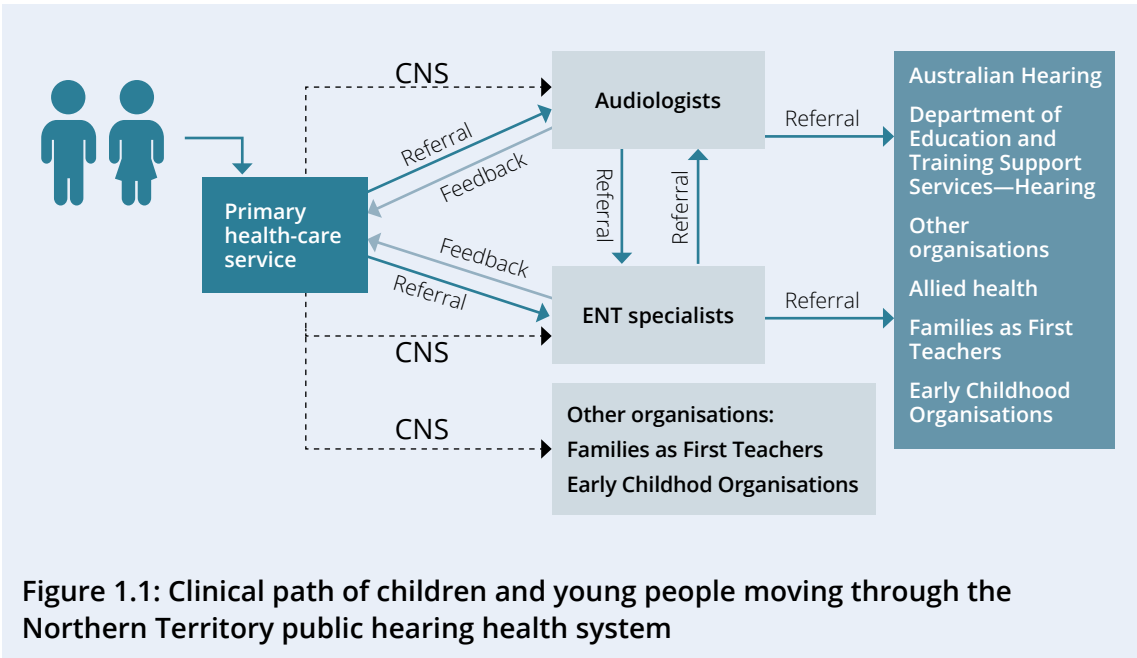 CNS
Audiologists
Referral
Feedback
Referral
Primary
health-care
service
Feedback
Referral
Referral
Referral
ENT specialists
Referral
CNS
CNS
Other organisations:
Families as First Teachers
Early Childhod Organisations
Australian Hearing
Department of
Education and
Training Support
Services—Hearing
Other
organisations
Allied health
Families as First
Teachers
Early Childhood
Organisations
Figure 1.1: Clinical path of children and young people moving through the
Northern Territory public hearing health system